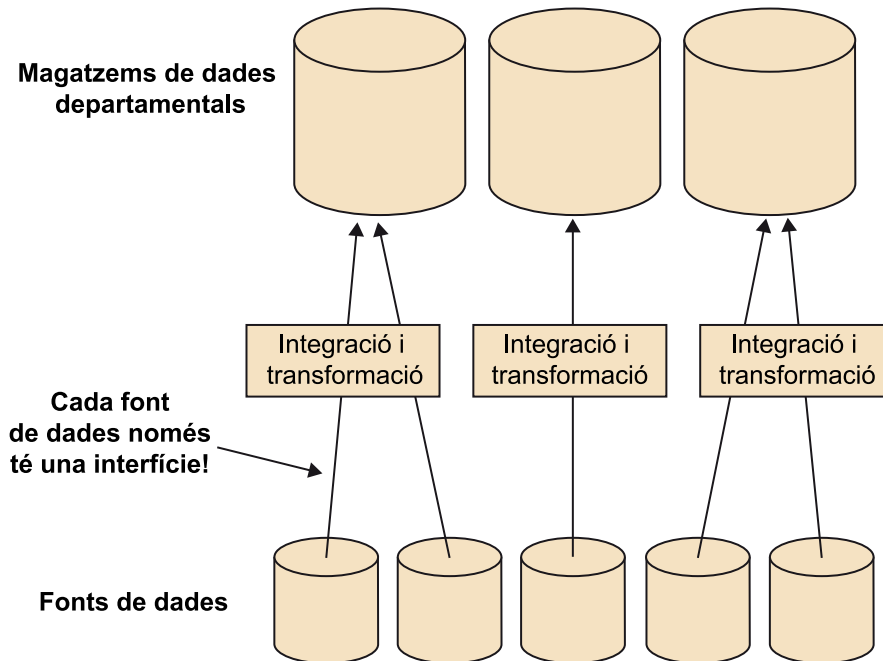 Magatzems de dades
departamentals
Integració i
transformació
Integració i
transformació
Integració i
transformació
Cada font
de dades només
té una interfície!
Fonts de dades